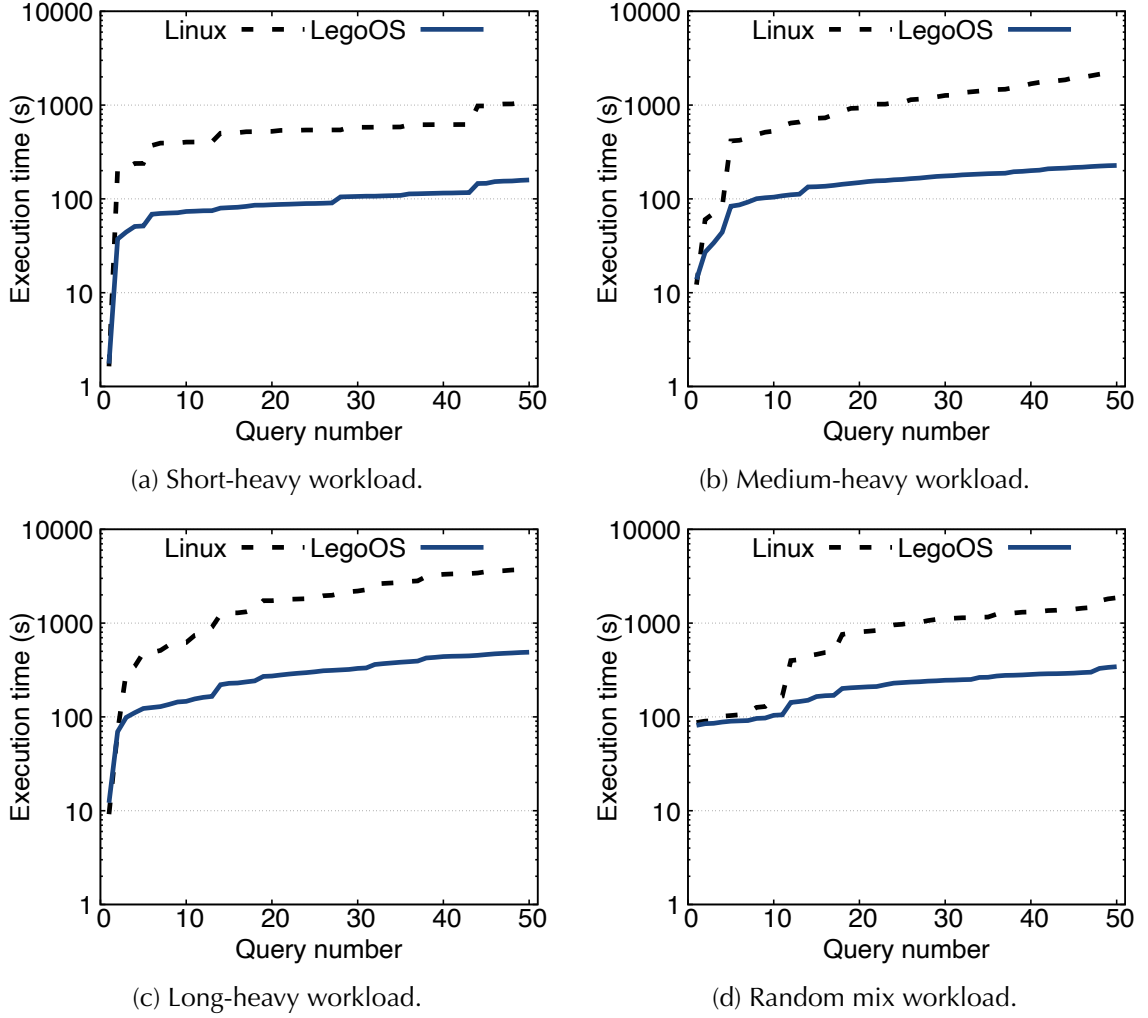 10000
1000
100
10
1
Execution time (s)
Linux LegoOS
0 10 20 30 40 50
Query number
(a) Short-heavy workload.
10000
1000
100
10
1
Execution time (s)
Linux LegoOS
0 10 20 30 40 50
Query number
(b) Medium-heavy workload.
10000
1000
100
10
1
Execution time (s)
Linux LegoOS
0 10 20 30 40 50
Query number
(c) Long-heavy workload.
10000
1000
100
10
1
Execution time (s)
Linux LegoOS
0 10 20 30 40 50
Query number
(d) Random mix workload.